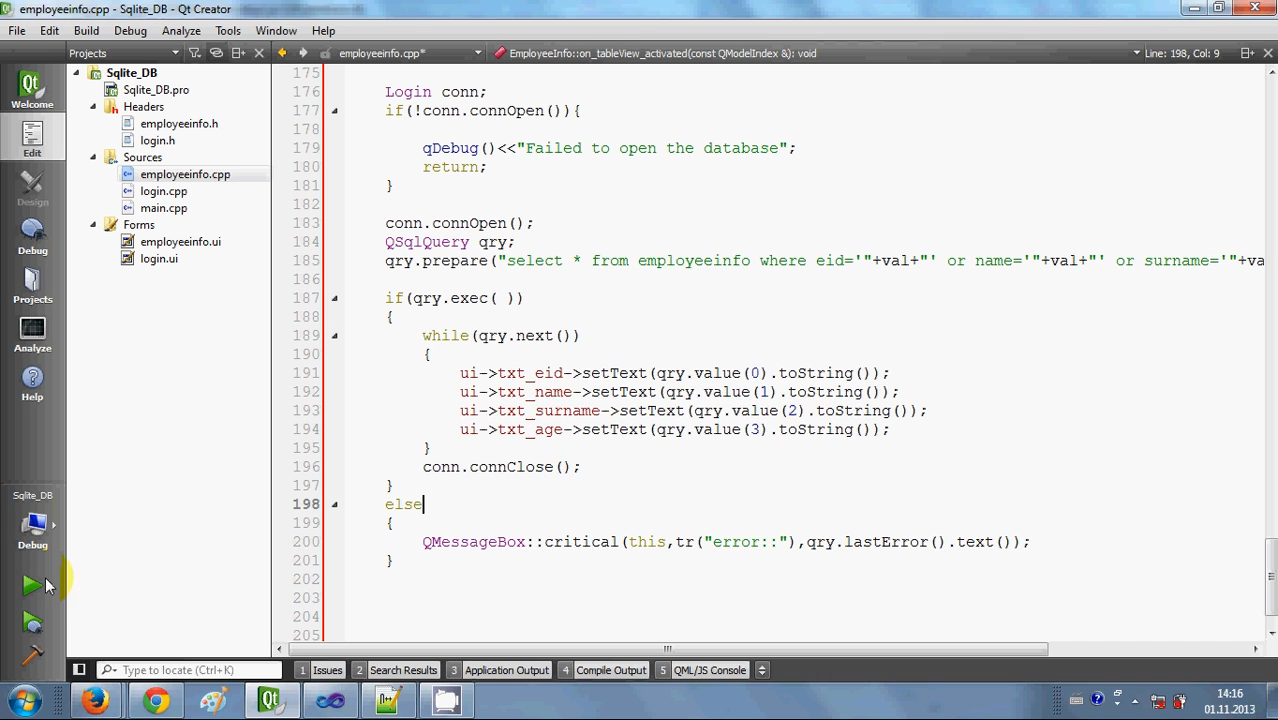 employeeinfo.cpp - Sqlite_DB - Qt Creator
File Edit Build Debug Analyze Tools Window Help
Projects employeeinfo.cpp* EmployeeInfo::on_tableView_activated(const QModelIndex &): void Line: 198, Col: 9
Welcome
Edit
Design
Debug
Projects
Analyze
Help
Sqlite_DB
Debug
Sqlite_DB
Sqlite_DB.pro
Headers
employeeinfo.h
login.h
Sources
employeeinfo.cpp
login.cpp
main.cpp
Forms
employeeinfo.ui
login.ui
175
176 Login conn;
177 if(!conn.connOpen()){
178
179 qDebug()<<"Failed to open the database";
180 return;
181 }
182
183 conn.connOpen();
184 QSqlQuery qry;
185 qry.prepare("select * from employeeinfo where eid='"+val+"' or name='"+val+"' or surname='"+va
186
187 if(qry.exec( ))
188 {
189 while(qry.next())
190 {
191 ui->txt_eid->setText(qry.value(0).toString());
192 ui->txt_name->setText(qry.value(1).toString());
193 ui->txt_surname->setText(qry.value(2).toString());
194 ui->txt_age->setText(qry.value(3).toString());
195 }
196 conn.connClose();
197 }
198 else
199 {
200 QMessageBox::critical(this,tr("error::"),qry.lastError().text());
201 }
202
203
204
205
Type to locate (Ctrl+K) 1 Issues 2 Search Results 3 Application Output 4 Compile Output 5 QML/JS Console
14:16
01.11.2013